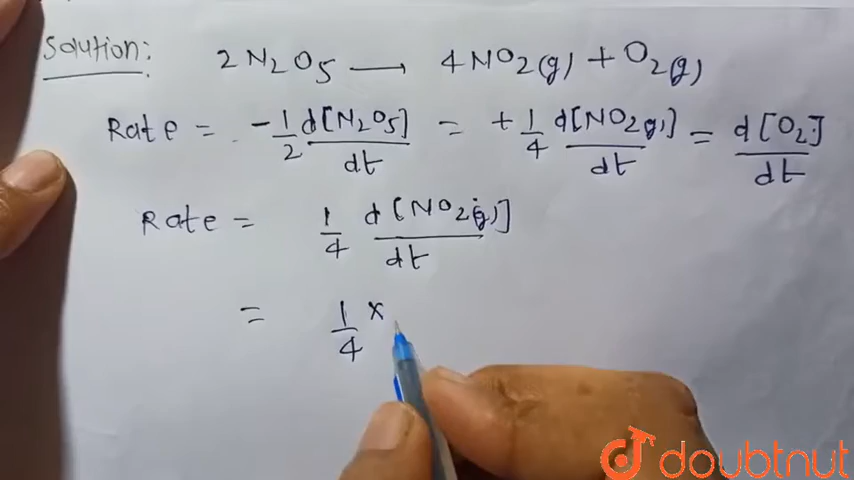 Solution:
2N₂O₅ ⟶ 4NO₂(g) + O₂(g)
Rate = -1/2 d[N₂O₅]/dt = +1/4 d[NO₂(g)]/dt = d[O₂]/dt
Rate = 1/4 d[NO₂(g)]/dt
= 1/4 ×
doubtnut